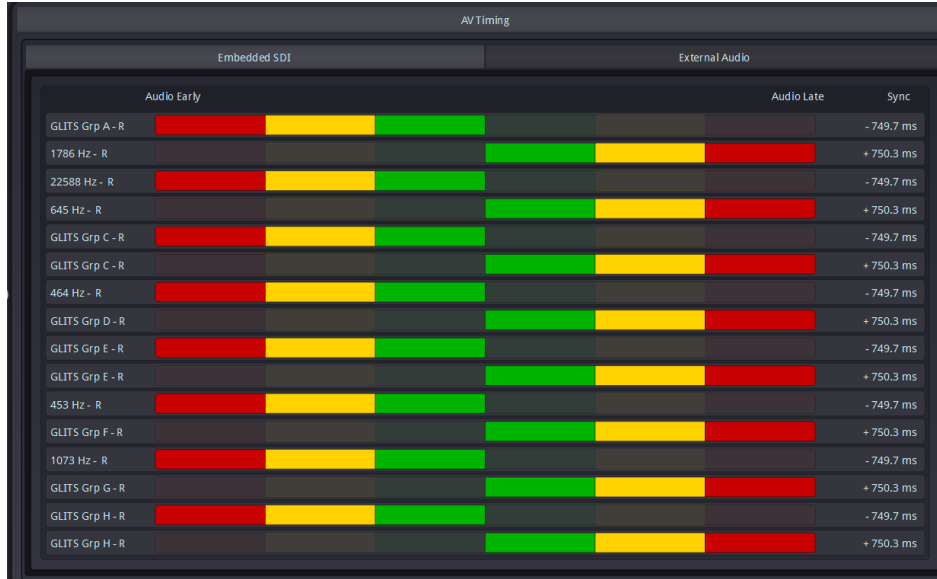 AV Timing
Embedded SDI External Audio
Audio Early Audio Late Sync
GLITS Grp A - R - 749.7 ms
1786 Hz - R + 750.3 ms
22588 Hz - R - 749.7 ms
645 Hz - R + 750.3 ms
GLITS Grp C - R - 749.7 ms
GLITS Grp C - R + 750.3 ms
464 Hz - R - 749.7 ms
GLITS Grp D - R + 750.3 ms
GLITS Grp E - R - 749.7 ms
GLITS Grp E - R + 750.3 ms
453 Hz - R - 749.7 ms
GLITS Grp F - R + 750.3 ms
1073 Hz - R - 749.7 ms
GLITS Grp G - R + 750.3 ms
GLITS Grp H - R - 749.7 ms
GLITS Grp H - R + 750.3 ms